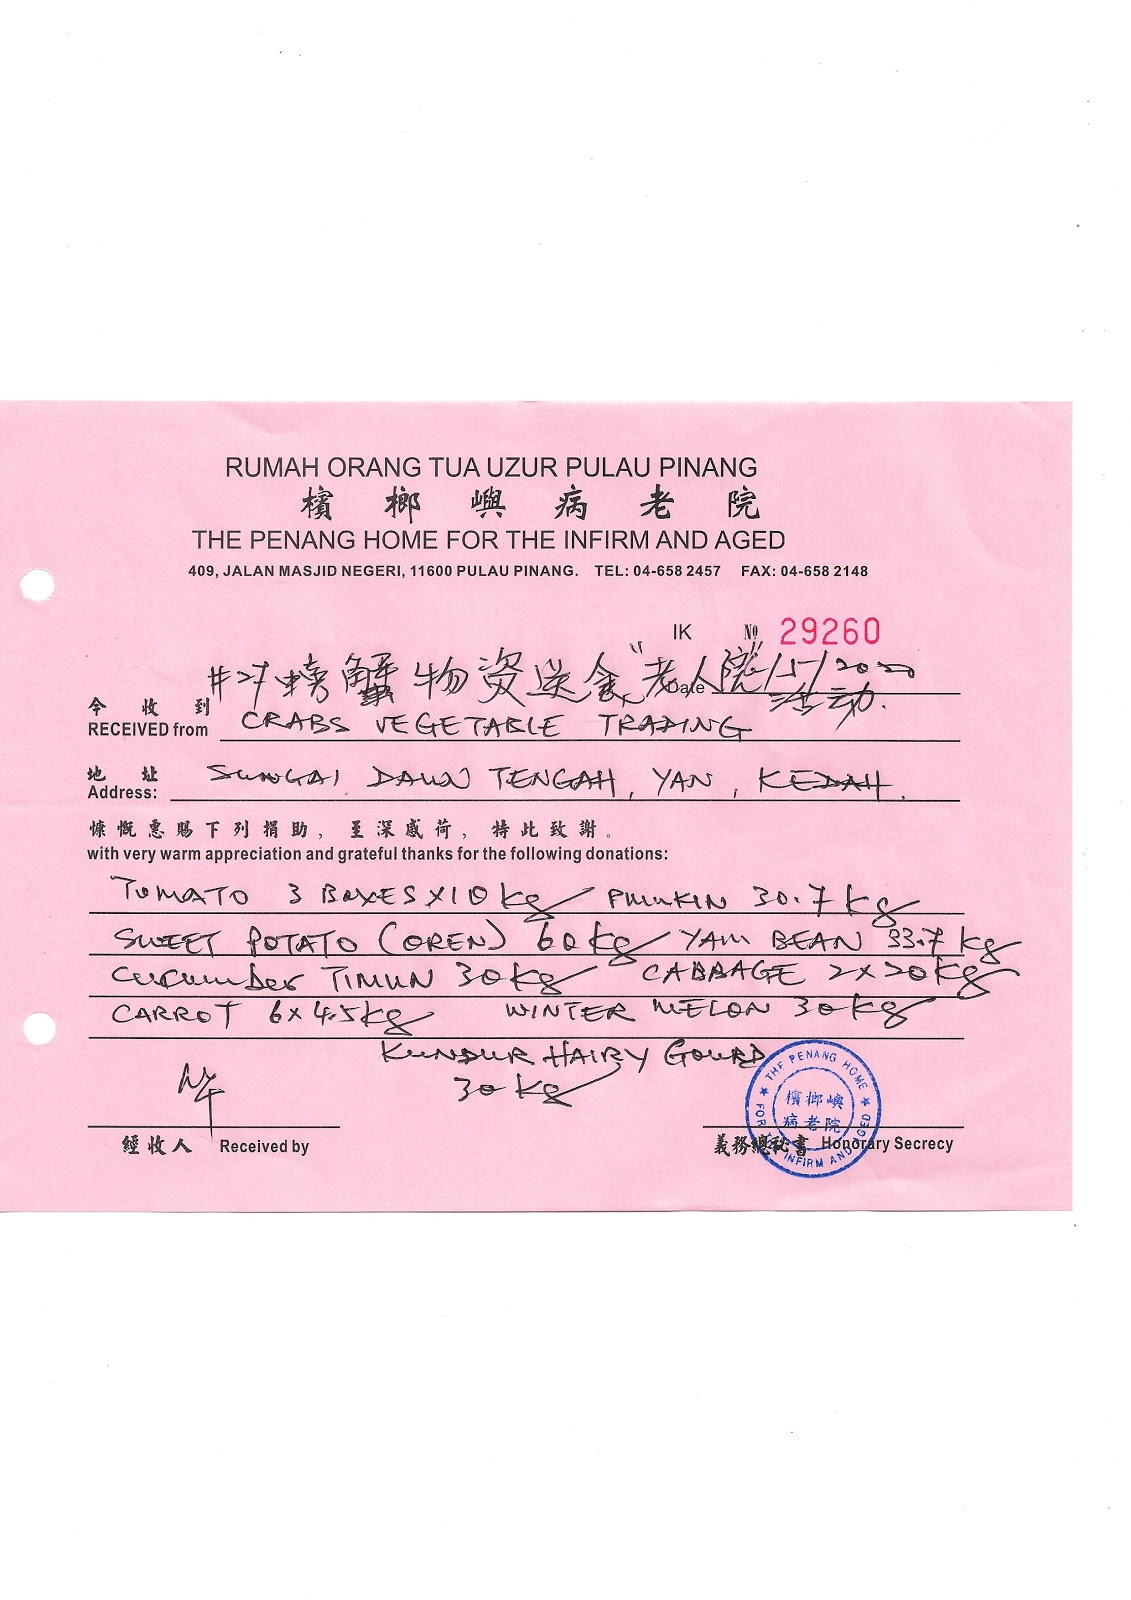 RUMAH ORANG TUA UZUR PULAU PINANG
檳榔嶼病老院
THE PENANG HOME FOR THE INFIRM AND AGED
409, JALAN MASJID NEGERI, 11600 PULAU PINANG. TEL: 04-658 2457 FAX: 04-658 2148
IK № 29260
#27 螃蟹物资送食 "老人院" Date /5/2020
活动.
今收到
RECEIVED from CRABS VEGETABLE TRADING
地址
Address: SUNGAI DAUN TENGAH, YAN, KEDAH.
慷慨惠賜下列捐助, 至深感荷, 特此致謝。
with very warm appreciation and grateful thanks for the following donations:
TOMATO 3 BOXES X 10 kg PMUKIN 30.7 kg
SWEET POTATO (OREN) 60 kg YAM BEAN 33.7 kg
Cucumber TIMUN 30 kg CABBAGE 2 x 20 kg
CARROT 6 x 4.5 kg WINTER MELON 30 kg
KUNDUR HAIRY GOURD
30 kg
經收人 Received by
義務總秘書 Honorary Secrecy
THE PENANG HOME
檳榔嶼
病老院
FOR THE INFIRM AND AGED